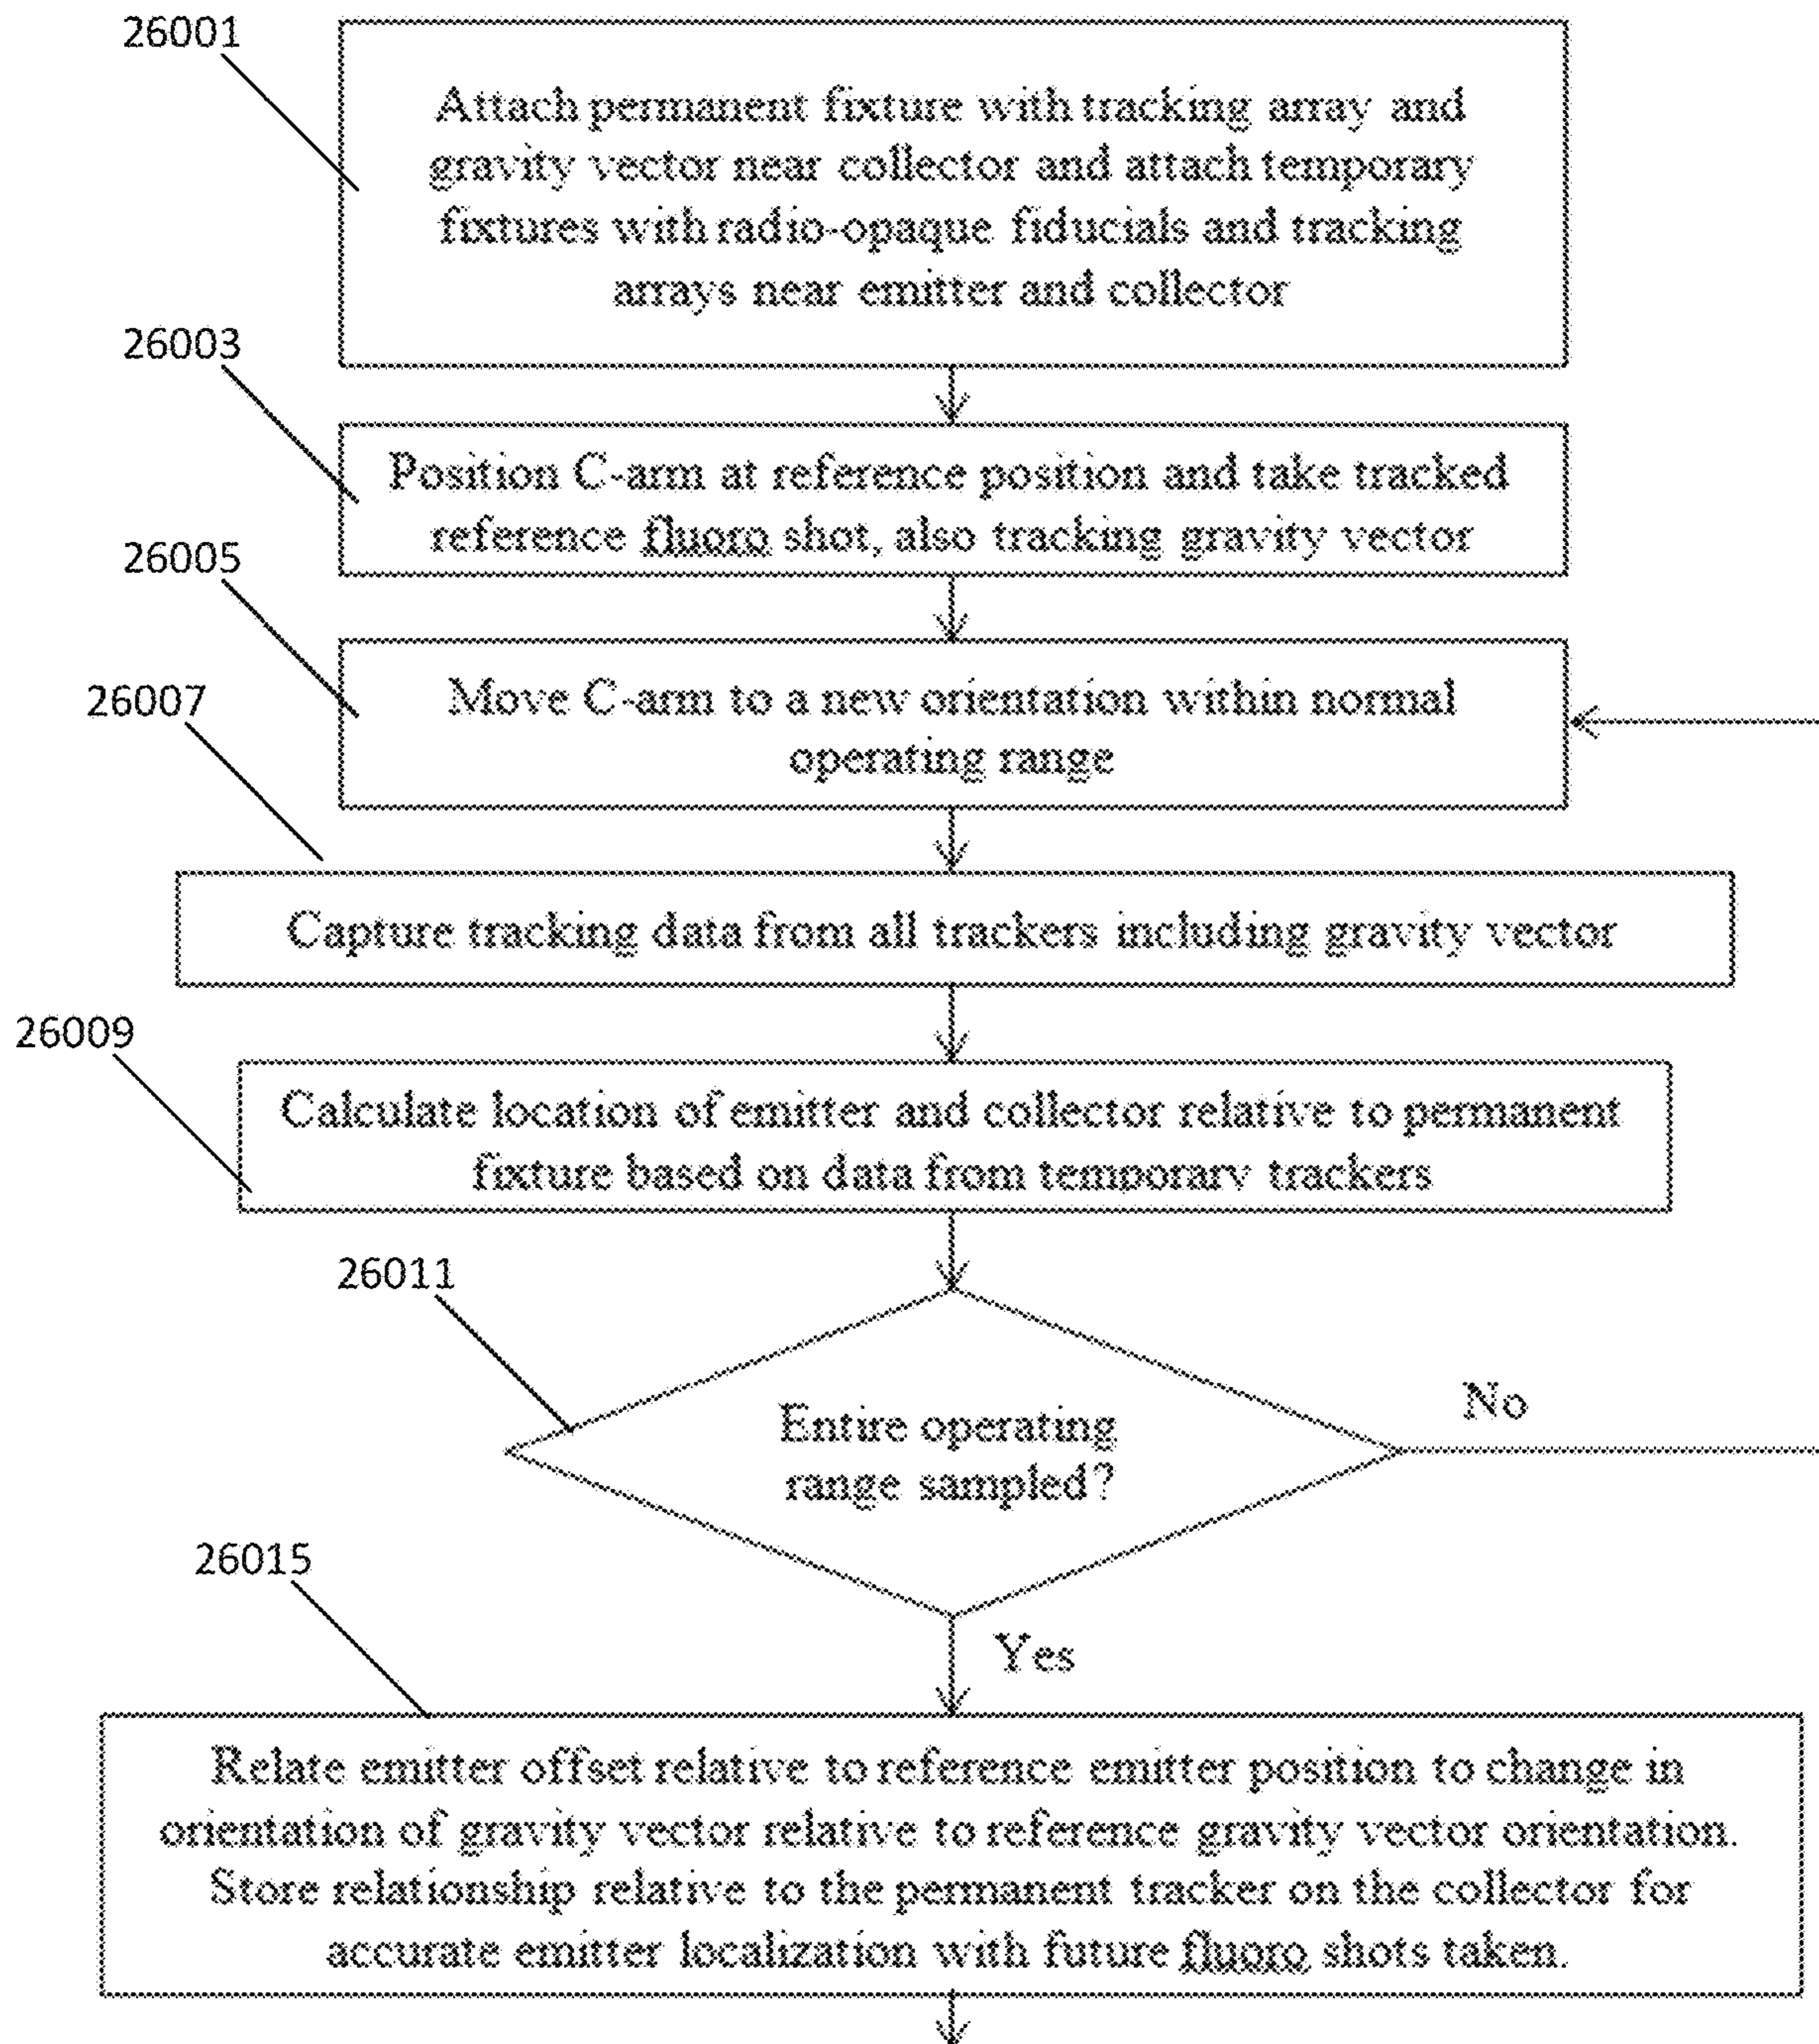 26001
Attach permanent fixture with tracking array and
gravity vector near collector and attach temporary
fixtures with radio-opaque fiducials and tracking
arrays near emitter and collector
26003
Position C-arm at reference position and take tracked
reference fluoro shot, also tracking gravity vector
26005
Move C-arm to a new orientation within normal
operating range
26007
Capture tracking data from all trackers including gravity vector
26009
Calculate location of emitter and collector relative to permanent
fixture based on data from temporary trackers
26011
Entire operating
range sampled?
No
Yes
26015
Relate emitter offset relative to reference emitter position to change in
orientation of gravity vector relative to reference gravity vector orientation.
Store relationship relative to the permanent tracker on the collector for
accurate emitter localization with future fluoro shots taken.